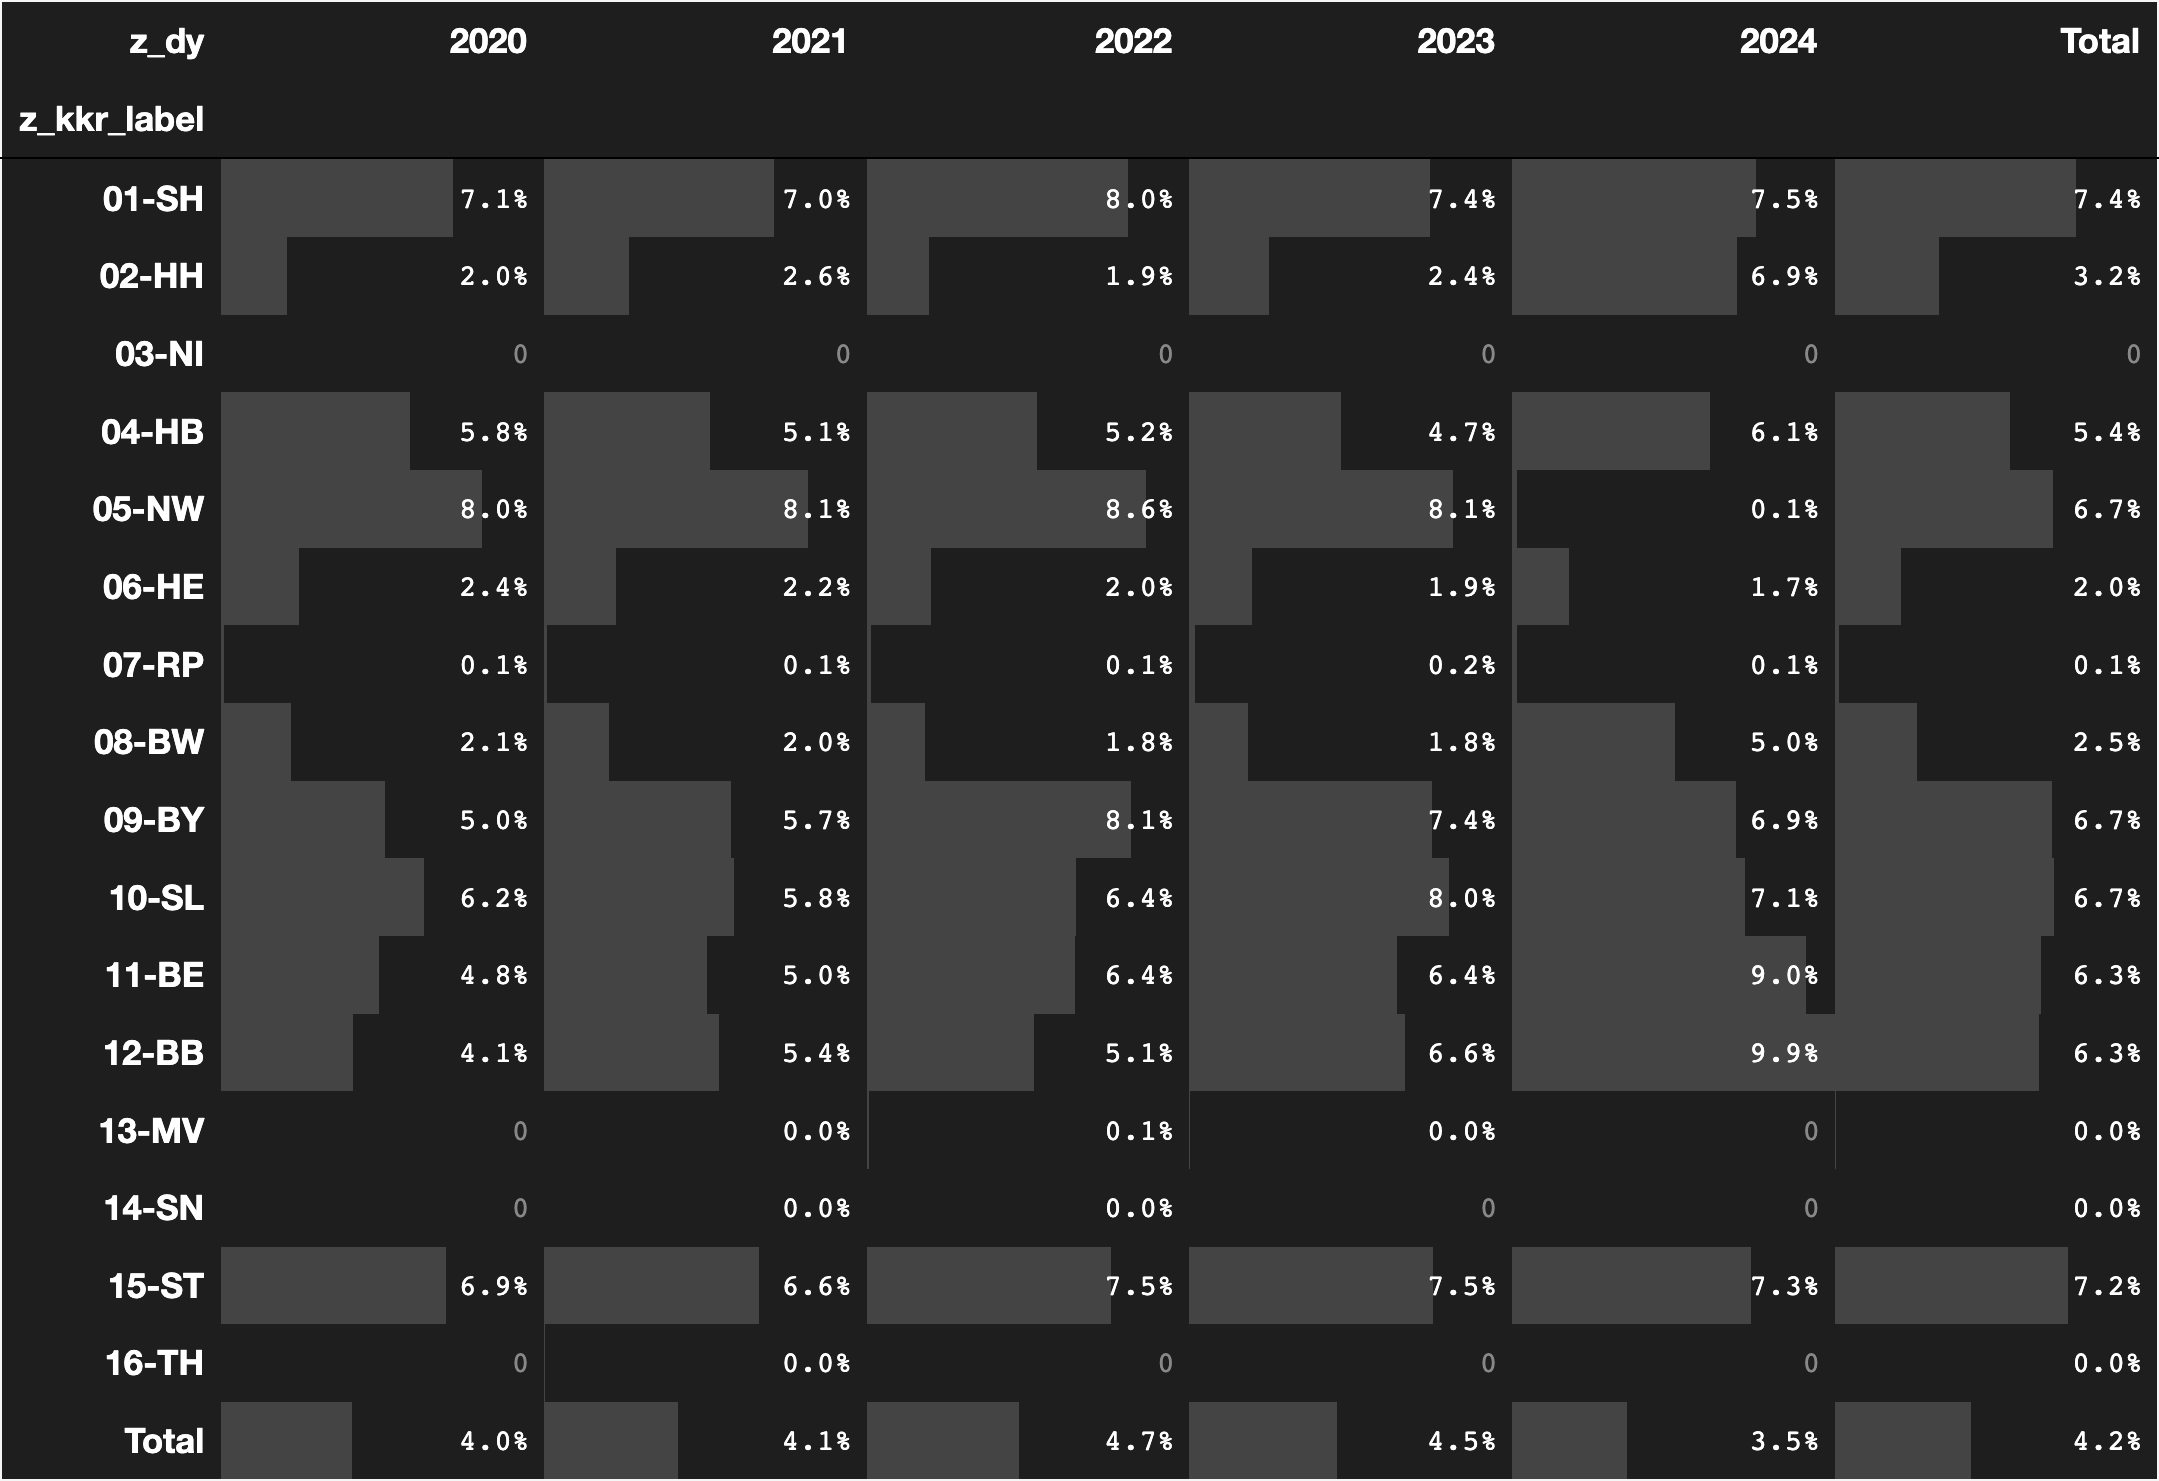 z_dy 2020 2021 2022 2023 2024 Total
z_kkr_label
01-SH 7.1% 7.0% 8.0% 7.4% 7.5% 7.4%
02-HH 2.0% 2.6% 1.9% 2.4% 6.9% 3.2%
03-NI 0 0 0 0 0 0
04-HB 5.8% 5.1% 5.2% 4.7% 6.1% 5.4%
05-NW 8.0% 8.1% 8.6% 8.1% 0.1% 6.7%
06-HE 2.4% 2.2% 2.0% 1.9% 1.7% 2.0%
07-RP 0.1% 0.1% 0.1% 0.2% 0.1% 0.1%
08-BW 2.1% 2.0% 1.8% 1.8% 5.0% 2.5%
09-BY 5.0% 5.7% 8.1% 7.4% 6.9% 6.7%
10-SL 6.2% 5.8% 6.4% 8.0% 7.1% 6.7%
11-BE 4.8% 5.0% 6.4% 6.4% 9.0% 6.3%
12-BB 4.1% 5.4% 5.1% 6.6% 9.9% 6.3%
13-MV 0 0.0% 0.1% 0.0% 0 0.0%
14-SN 0 0.0% 0.0% 0 0 0.0%
15-ST 6.9% 6.6% 7.5% 7.5% 7.3% 7.2%
16-TH 0 0.0% 0 0 0 0.0%
Total 4.0% 4.1% 4.7% 4.5% 3.5% 4.2%